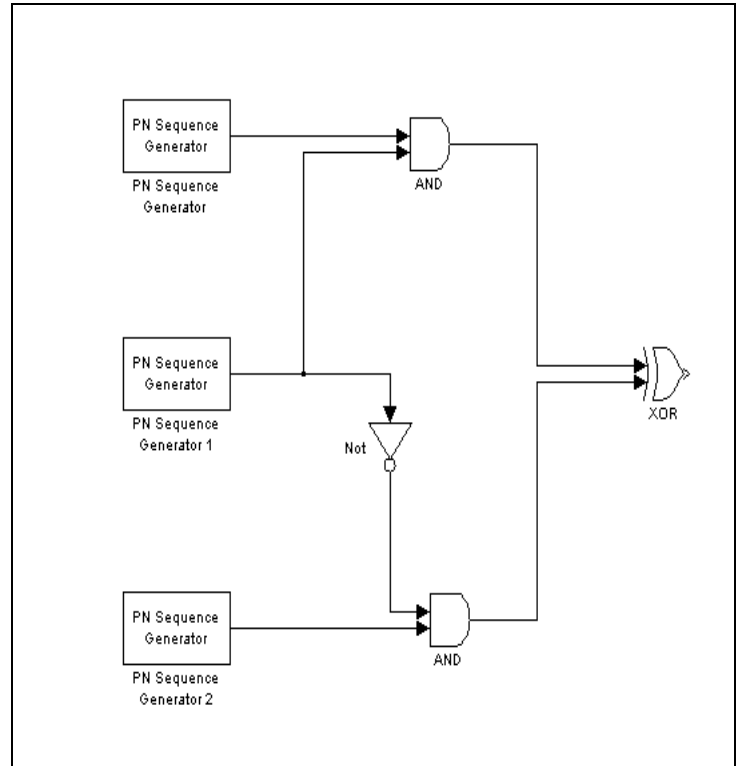 PN Sequence
Generator
PN Sequence
Generator
AND
PN Sequence
Generator
PN Sequence
Generator 1
Not
XOR
PN Sequence
Generator
PN Sequence
Generator 2
AND